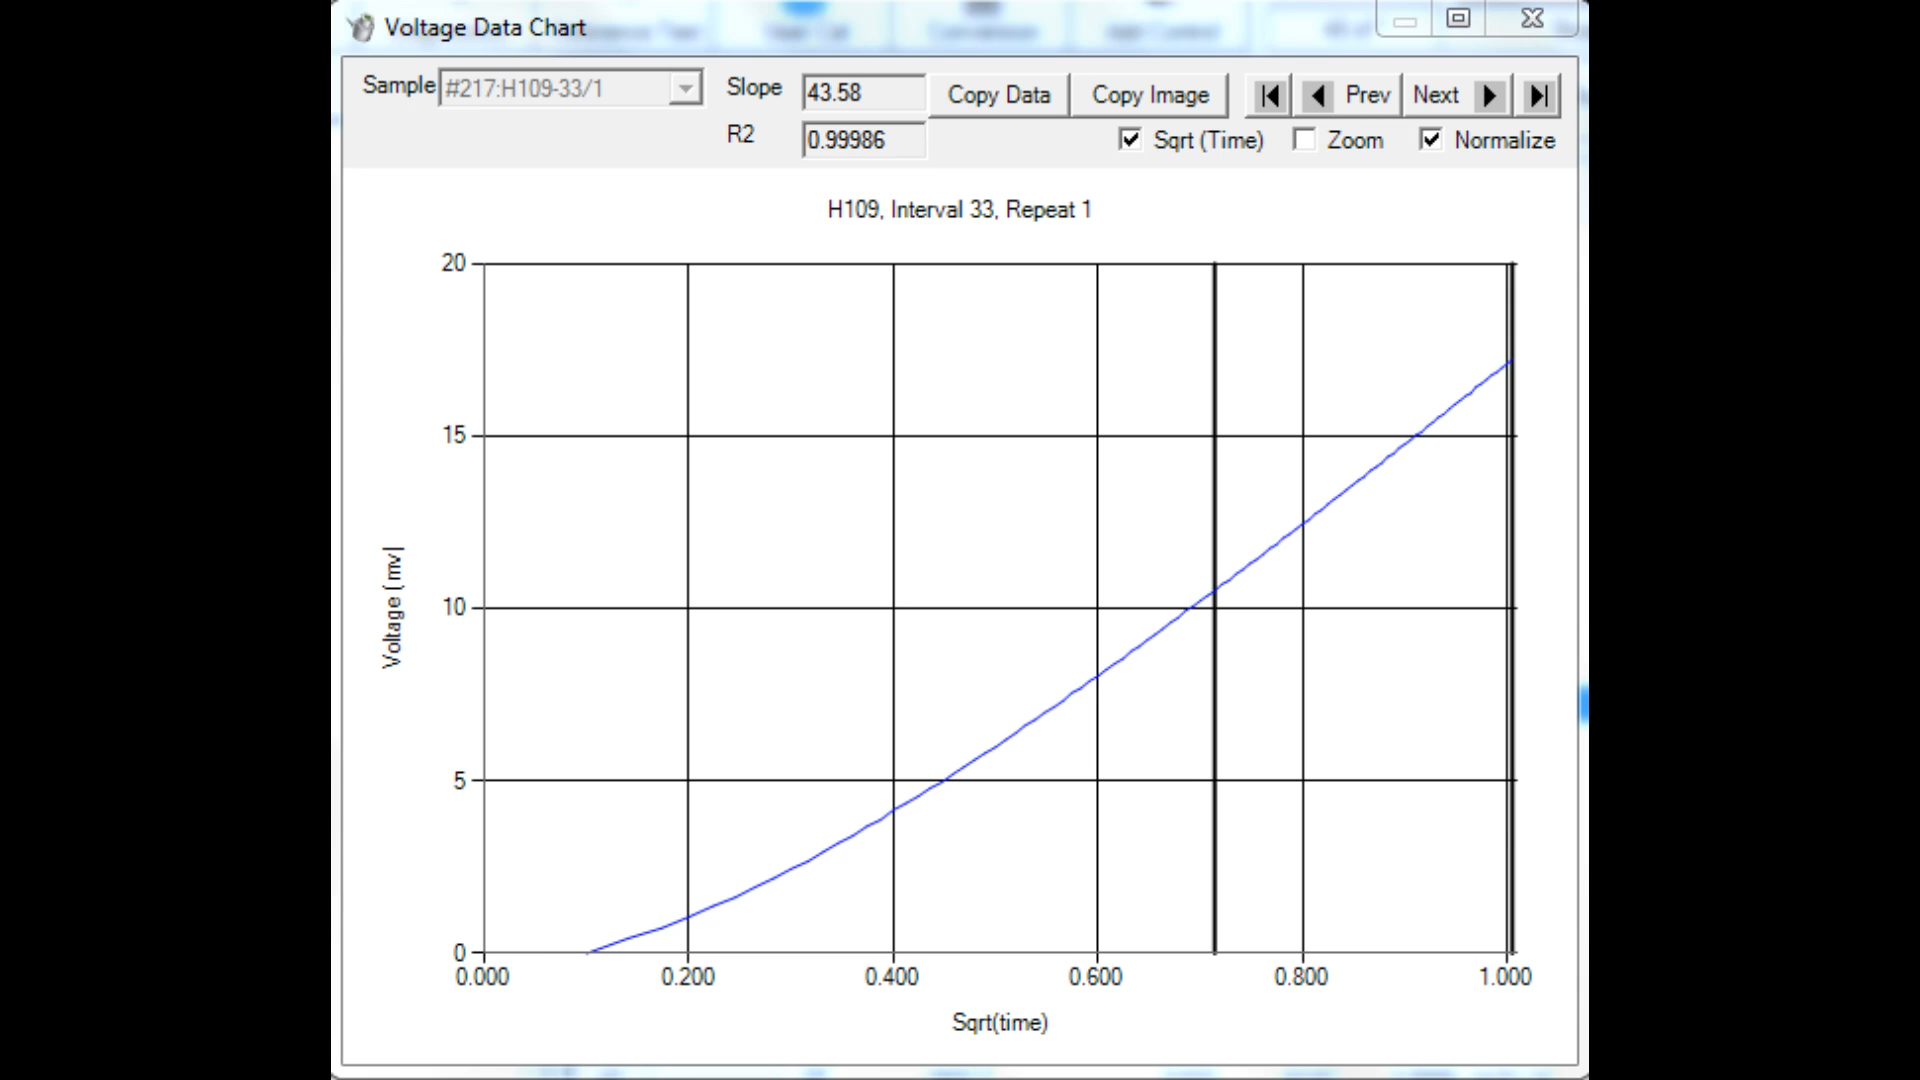 Voltage Data Chart
Sample #217:H109-33/1 Slope 43.58 Copy Data Copy Image Prev Next
R2 0.99986 Sqrt (Time) Zoom Normalize
H109, Interval 33, Repeat 1
20
15
10
5
0
Voltage ( mv|
0.000 0.200 0.400 0.600 0.800 1.000
Sqrt(time)